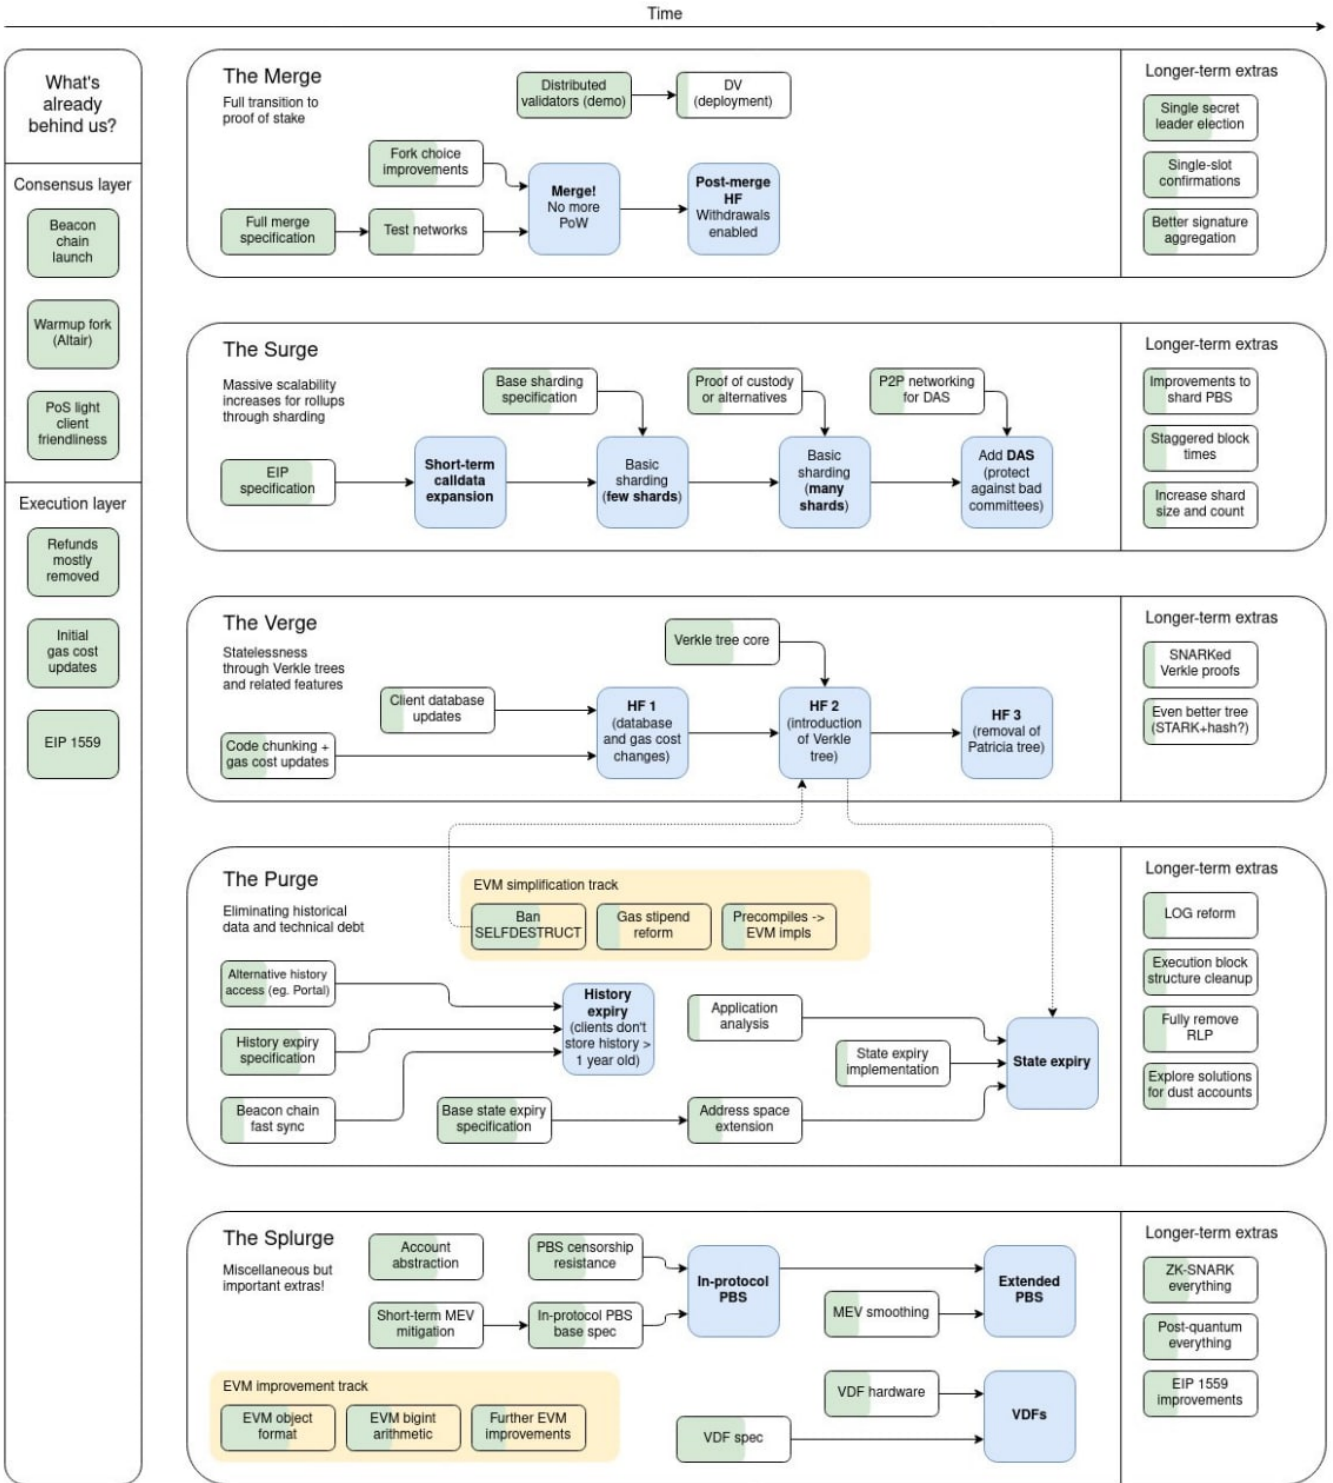 Time
What's
already
behind us?
Consensus layer
Beacon
chain
launch
Warmup fork
(Altair)
PoS light
client
friendliness
Execution layer
Refunds
mostly
removed
Initial
gas cost
updates
EIP 1559
The Merge
Full transition to
proof of stake
Distributed
validators (demo)
DV
(deployment)
Fork choice
improvements
Full merge
specification
Test networks
Merge!
No more
PoW
Post-merge
HF
Withdrawals
enabled
Longer-term extras
Single secret
leader election
Single-slot
confirmations
Better signature
aggregation
The Surge
Massive scalability
increases for rollups
through sharding
Base sharding
specification
Proof of custody
or alternatives
P2P networking
for DAS
EIP
specification
Short-term
calldata
expansion
Basic
sharding
(few shards)
Basic
sharding
(many
shards)
Add DAS
(protect
against bad
committees)
Longer-term extras
Improvements to
shard PBS
Staggered block
times
Increase shard
size and count
The Verge
Statelessness
through Verkle trees
and related features
Verkle tree core
Client database
updates
Code chunking +
gas cost updates
HF 1
(database
and gas cost
changes)
HF 2
(introduction
of Verkle
tree)
HF 3
(removal of
Patricia tree)
Longer-term extras
SNARKed
Verkle proofs
Even better tree
(STARK+hash?)
The Purge
Eliminating historical
data and technical debt
EVM simplification track
Ban
SELFDESTRUCT
Gas stipend
reform
Precompiles ->
EVM impls
Alternative history
access (eg. Portal)
History expiry
specification
Beacon chain
fast sync
History
expiry
(clients don't
store history >
1 year old)
Base state expiry
specification
Application
analysis
State expiry
implementation
Address space
extension
State expiry
Longer-term extras
LOG reform
Execution block
structure cleanup
Fully remove
RLP
Explore solutions
for dust accounts
The Splurge
Miscellaneous but
important extras!
Account
abstraction
PBS censorship
resistance
Short-term MEV
mitigation
In-protocol PBS
base spec
In-protocol
PBS
MEV smoothing
Extended
PBS
EVM improvement track
EVM object
format
EVM bigint
arithmetic
Further EVM
improvements
VDF hardware
VDF spec
VDFs
Longer-term extras
ZK-SNARK
everything
Post-quantum
everything
EIP 1559
improvements